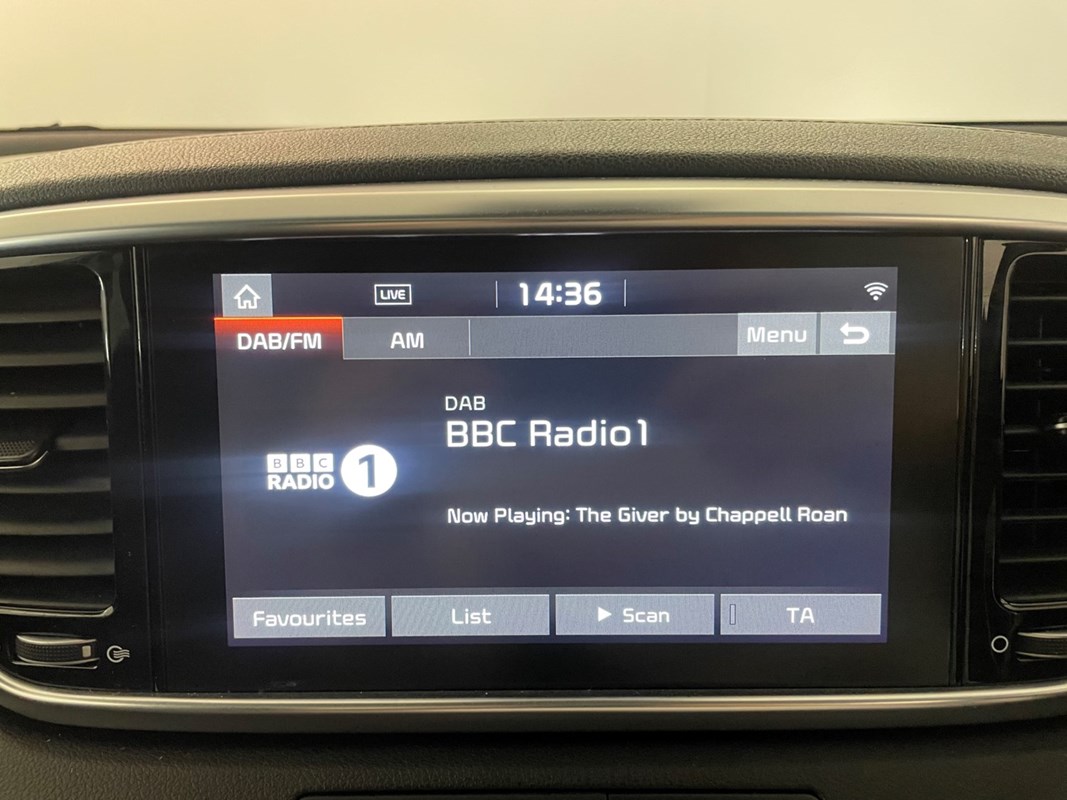 LIVE
14:36
DAB/FM
AM
Menu
DAB
BBC Radio1
BBC
RADIO 1
Now Playing: The Giver by Chappell Roan
Favourites
List
Scan
TA